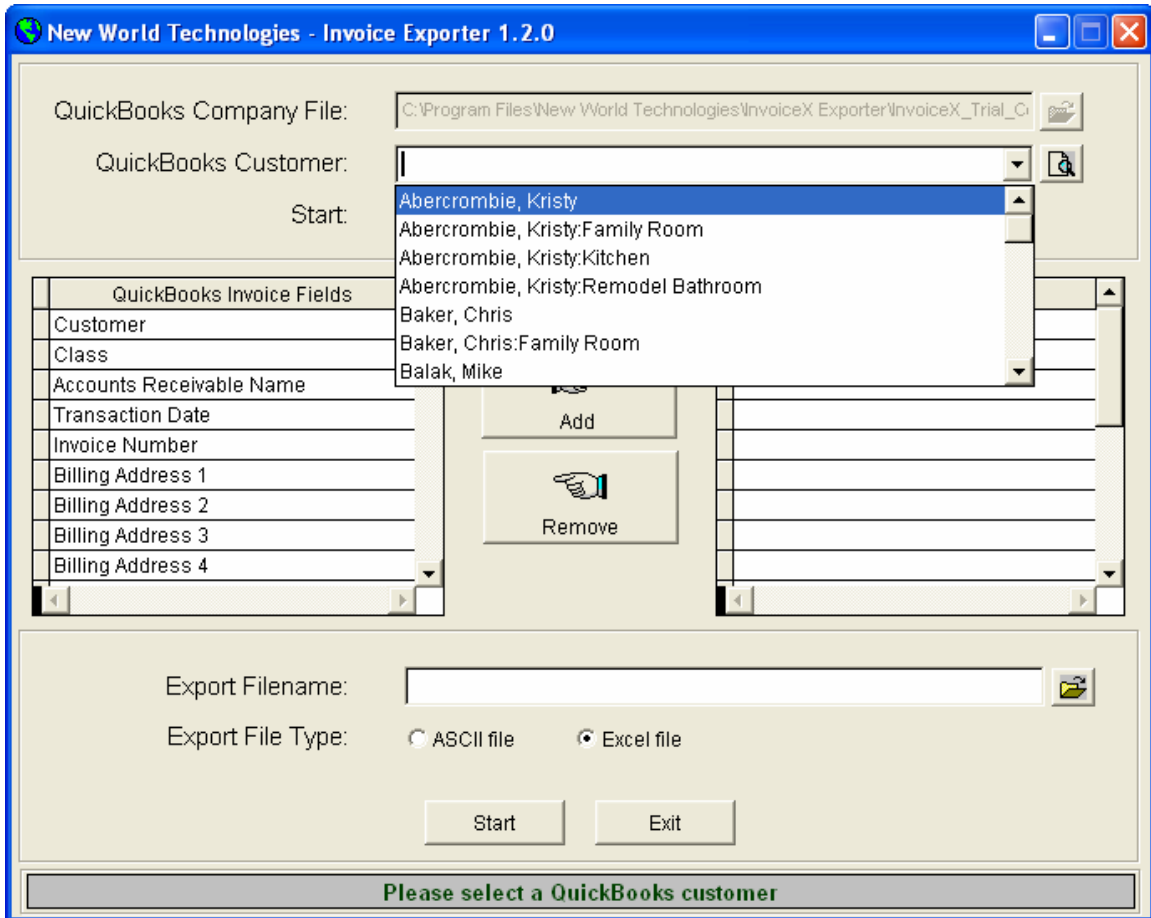 New World Technologies - Invoice Exporter 1.2.0
QuickBooks Company File:
C:\Program Files\New World Technologies\InvoiceX Exporter\InvoiceX_Trial_C
QuickBooks Customer:
Abercrombie, Kristy
Abercrombie, Kristy:Family Room
Abercrombie, Kristy:Kitchen
Abercrombie, Kristy:Remodel Bathroom
Baker, Chris
Baker, Chris:Family Room
Balak, Mike
Start:
QuickBooks Invoice Fields
Customer
Class
Accounts Receivable Name
Transaction Date
Invoice Number
Billing Address 1
Billing Address 2
Billing Address 3
Billing Address 4
Add
Remove
Export Filename:
Export File Type:
ASCII file
Excel file
Start
Exit
Please select a QuickBooks customer